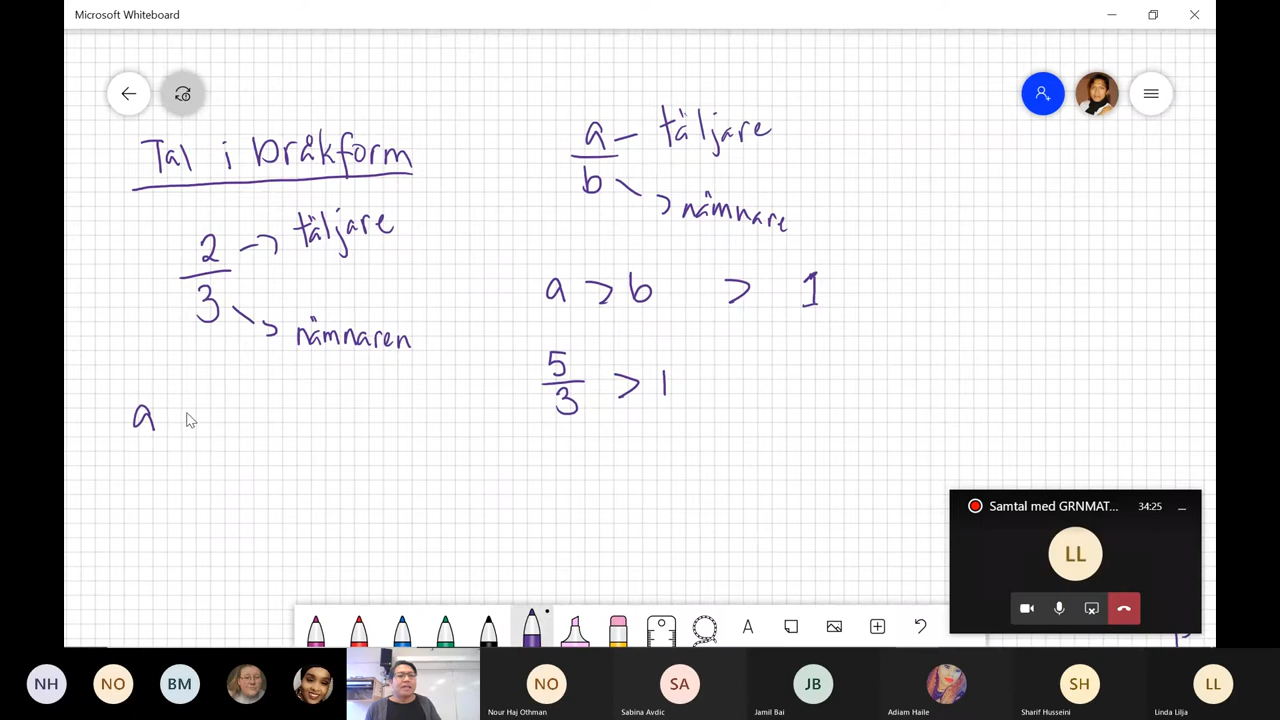 Microsoft Whiteboard
Tal i bråkform
2 -> täljare
3 -> nämnaren
a
a - täljare
b -> nämnare
a > b > 1
5
3 > 1
Samtal med GRNMAT... 34:25
LL
A
NH
NO
BM
NO
Nour Haj Othman
SA
Sabina Avdic
JB
Jamil Bai
Adiam Haile
SH
Sharif Husseini
LL
Linda Lilja